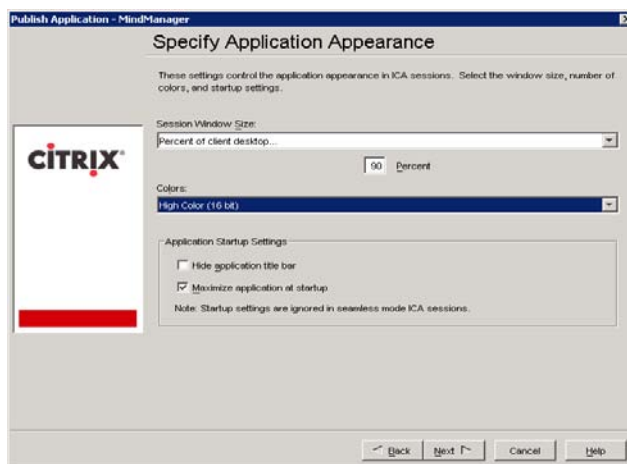 Publish Application - MindManager
Specify Application Appearance
These settings control the application appearance in ICA sessions. Select the window size, number of
colors, and startup settings.
CITRIX
Session Window Size:
Percent of client desktop...
90 Percent
Colors:
High Color (16 bit)
Application Startup Settings
Hide application title bar
Maximize application at startup
Note: Startup settings are ignored in seamless mode ICA sessions.
Back Next Cancel Help